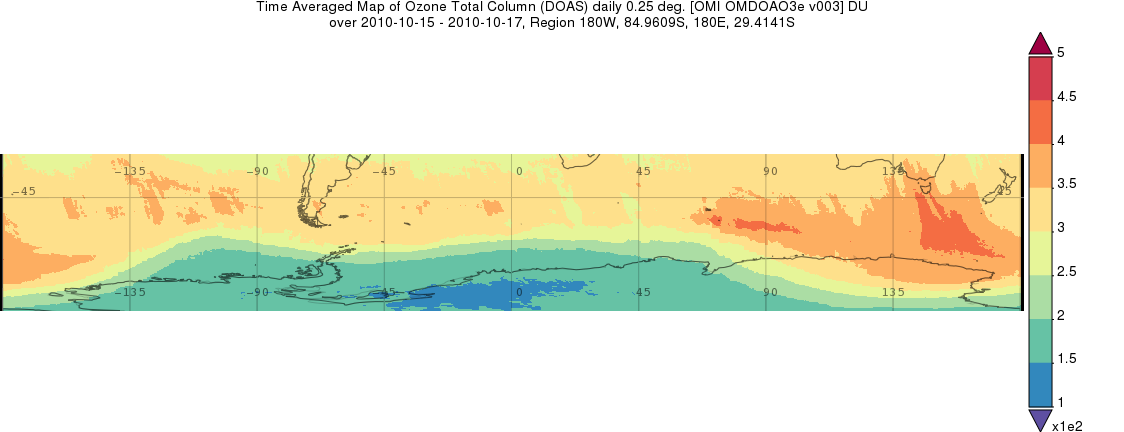 Time Averaged Map of Ozone Total Column (DOAS) daily 0.25 deg. [OMI OMDOAO3e v003] DU
over 2010-10-15 - 2010-10-17, Region 180W, 84.9609S, 180E, 29.4141S
5
4.5
4
3.5
3
2.5
2
1.5
1
x1e2
-135 -90 -45 0 45 90 135
-45 -45
-135 -90 -45 0 45 90 135